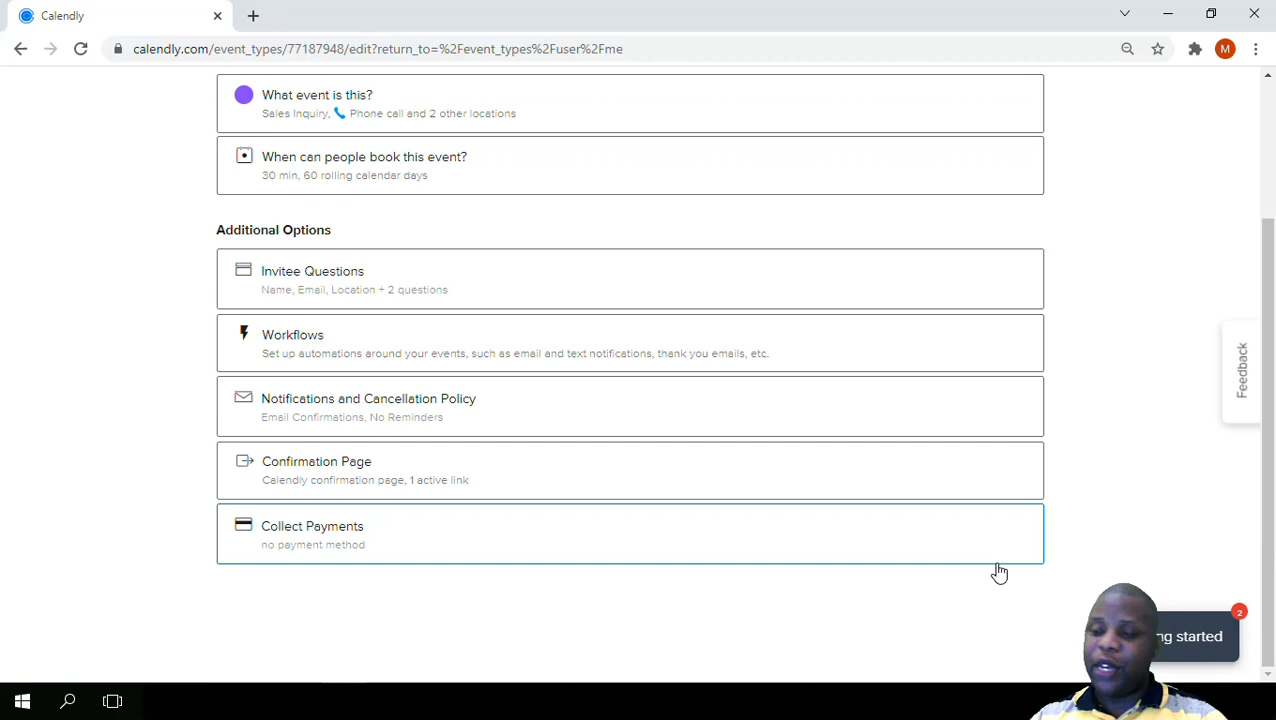 Calendly
calendly.com/event_types/77187948/edit?return_to=%2Fevent_types%2Fuser%2Fme
M
What event is this?
Sales Inquiry, Phone call and 2 other locations
When can people book this event?
30 min, 60 rolling calendar days
Additional Options
Invitee Questions
Name, Email, Location + 2 questions
Workflows
Set up automations around your events, such as email and text notifications, thank you emails, etc.
Feedback
Notifications and Cancellation Policy
Email Confirmations, No Reminders
Confirmation Page
Calendly confirmation page, 1 active link
Collect Payments
no payment method
2
ng started